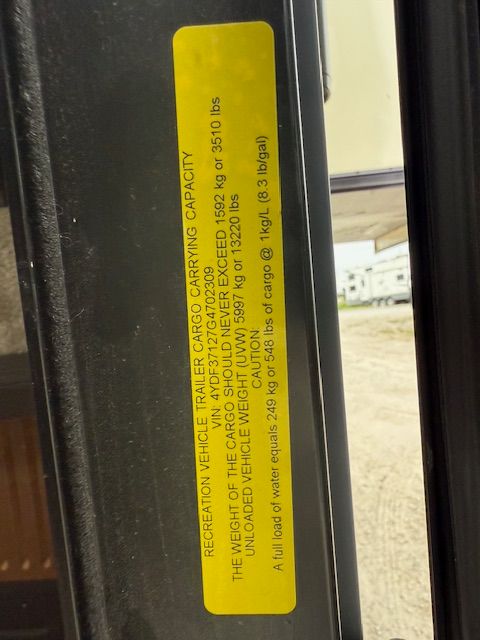 RECREATION VEHICLE TRAILER CARGO CARRYING CAPACITY
VIN: 4YDF37127G4702309
THE WEIGHT OF THE CARGO SHOULD NEVER EXCEED 1592 kg or 3510 lbs
UNLOADED VEHICLE WEIGHT (UVW) 5997 kg or 13220 lbs
CAUTION:
A full load of water equals 249 kg or 548 lbs of cargo @ 1kg/L (8.3 lb/gal)